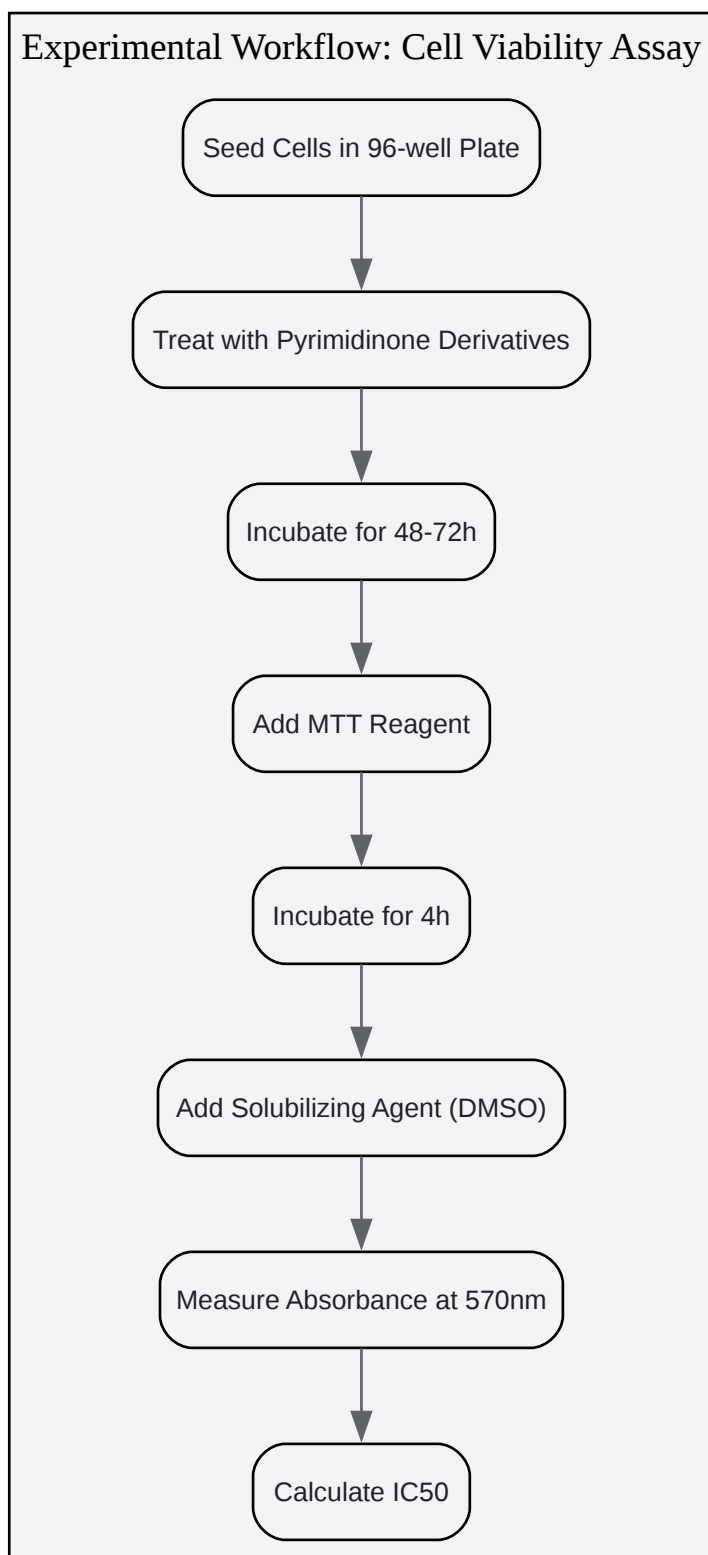 Experimental Workflow: Cell Viability Assay
Seed Cells in 96-well Plate
Treat with Pyrimidinone Derivatives
Incubate for 48-72h
Add MTT Reagent
Incubate for 4h
Add Solubilizing Agent (DMSO)
Measure Absorbance at 570nm
Calculate IC50